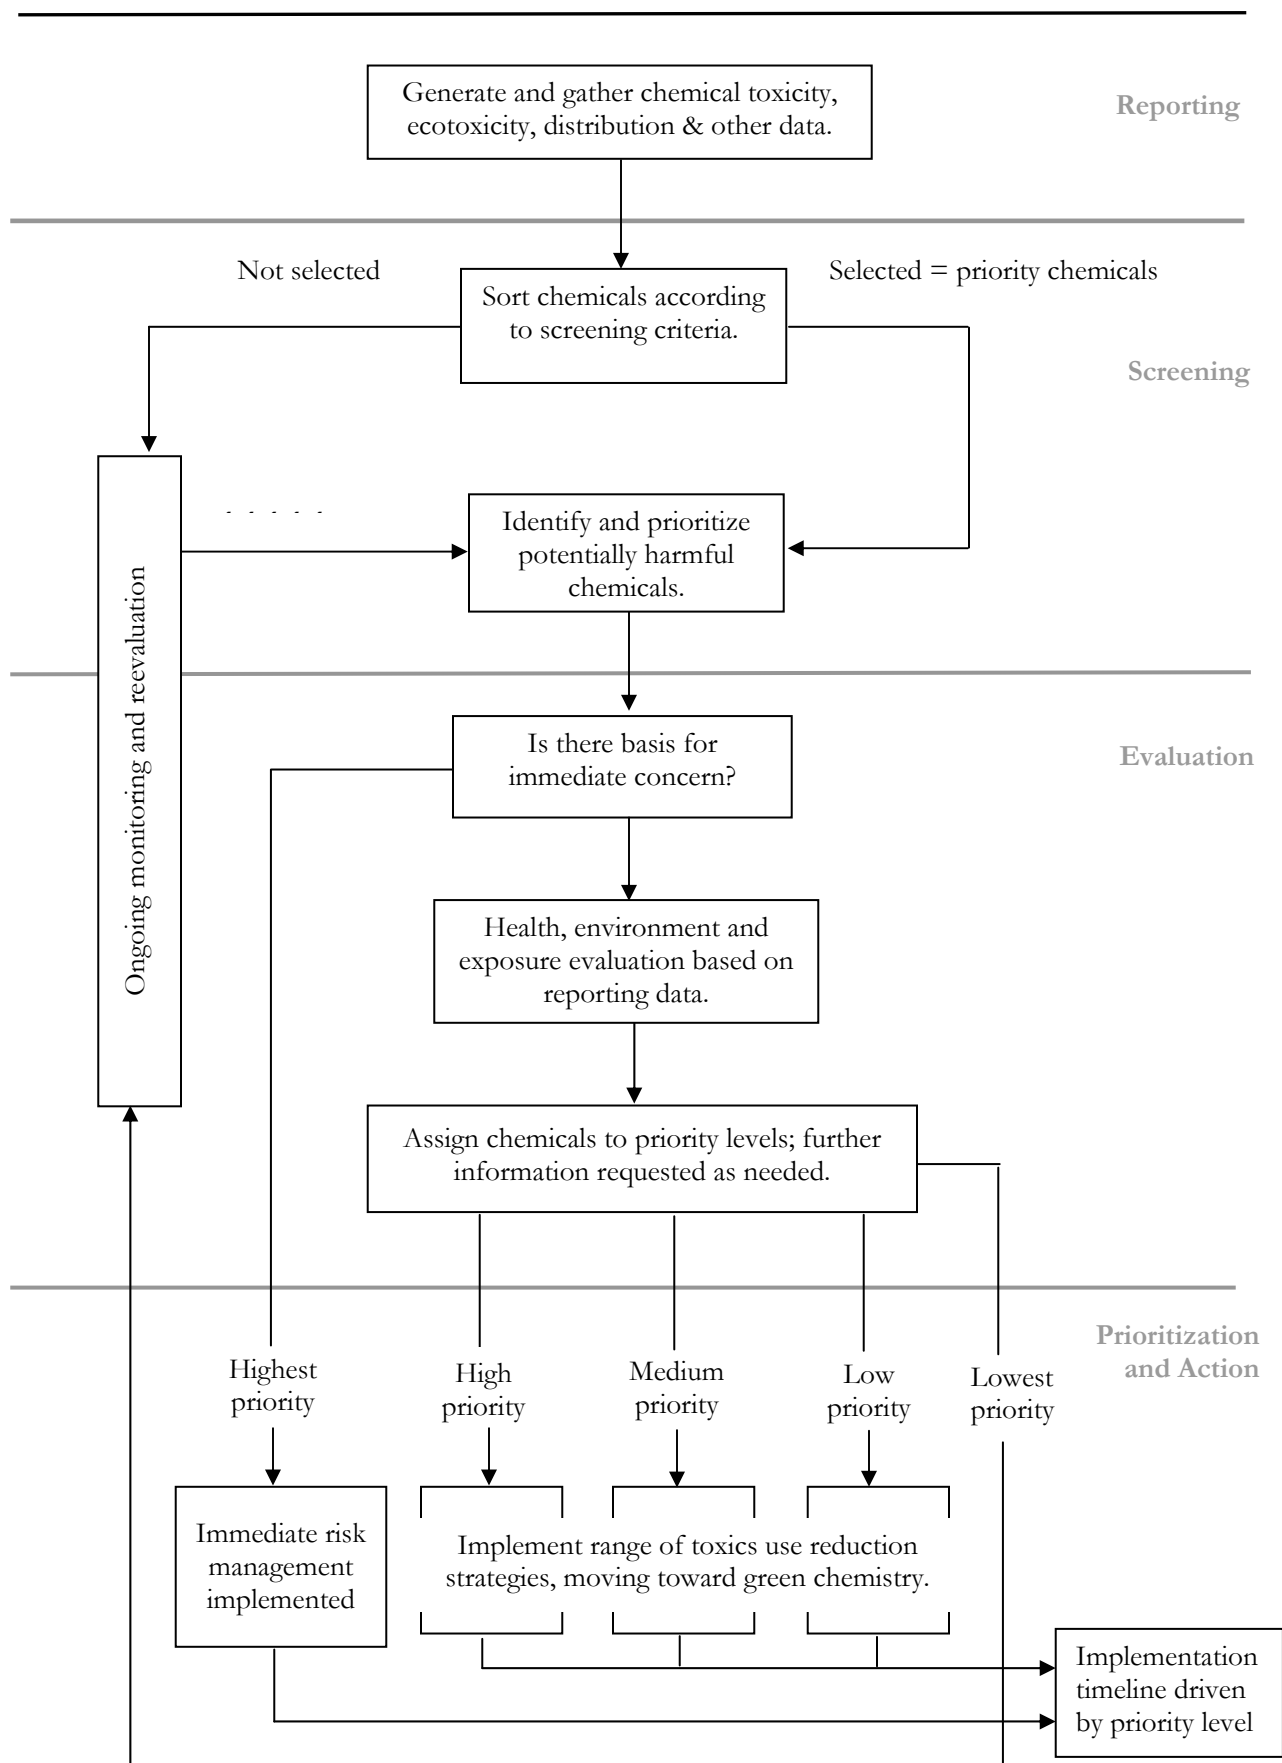 Generate and gather chemical toxicity,
ecotoxicity, distribution & other data.
Reporting
Not selected
Selected = priority chemicals
Sort chemicals according
to screening criteria.
Screening
Identify and prioritize
potentially harmful
chemicals.
Ongoing monitoring and reevaluation
Is there basis for
immediate concern?
Evaluation
Health, environment and
exposure evaluation based on
reporting data.
Assign chemicals to priority levels; further
information requested as needed.
Prioritization
and Action
Highest
priority
High
priority
Medium
priority
Low
priority
Lowest
priority
Immediate risk
management
implemented
Implement range of toxics use reduction
strategies, moving toward green chemistry.
Implementation
timeline driven
by priority level